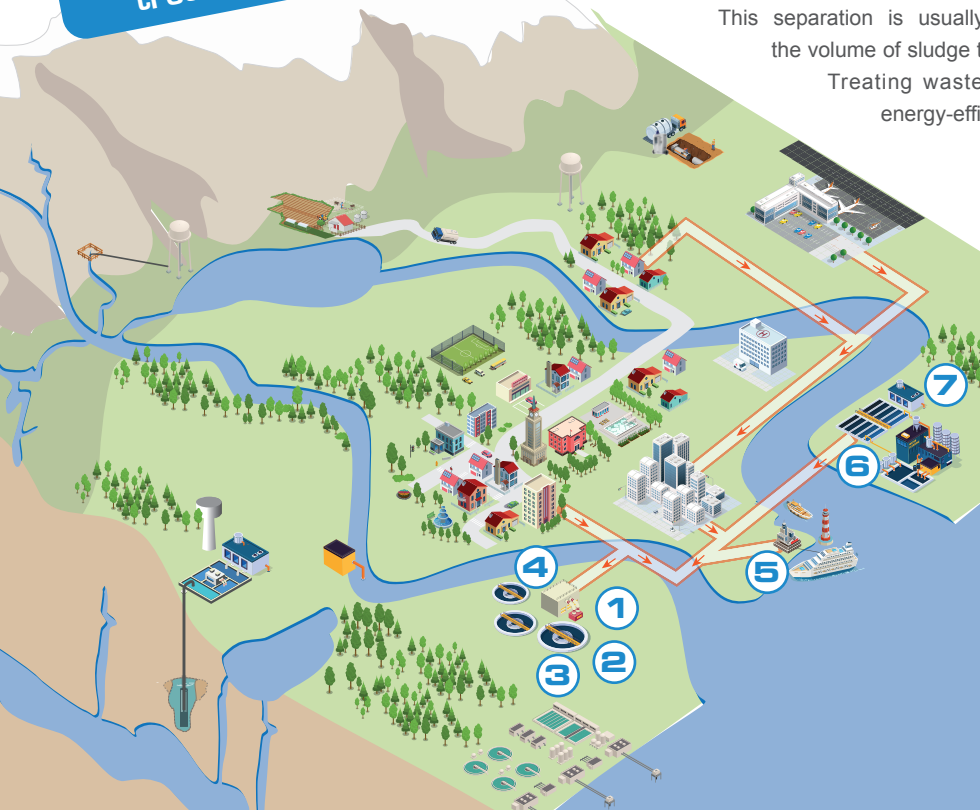 This separation is usually
the volume of sludge t
Treating waste
energy-effi
7
6
5
4
1
2
3
H